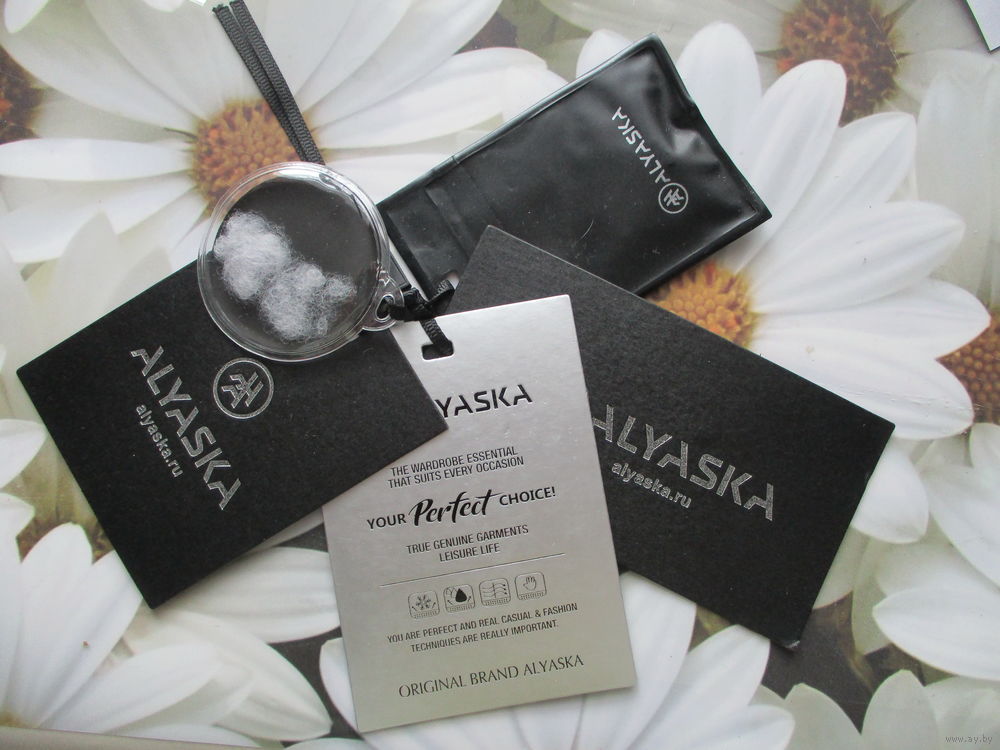 ALYASKA
ALYASKA
alyaska.ru
YASKA
THE WARDROBE ESSENTIAL
THAT SUITS EVERY OCCASION
YOUR Perfect CHOICE!
TRUE GENUINE GARMENTS
LEISURE LIFE
YOU ARE PERFECT AND REAL CASUAL & FASHION
TECHNIQUES ARE REALLY IMPORTANT.
ORIGINAL BRAND ALYASKA
ALYASKA
alyaska.ru
www.ay.by